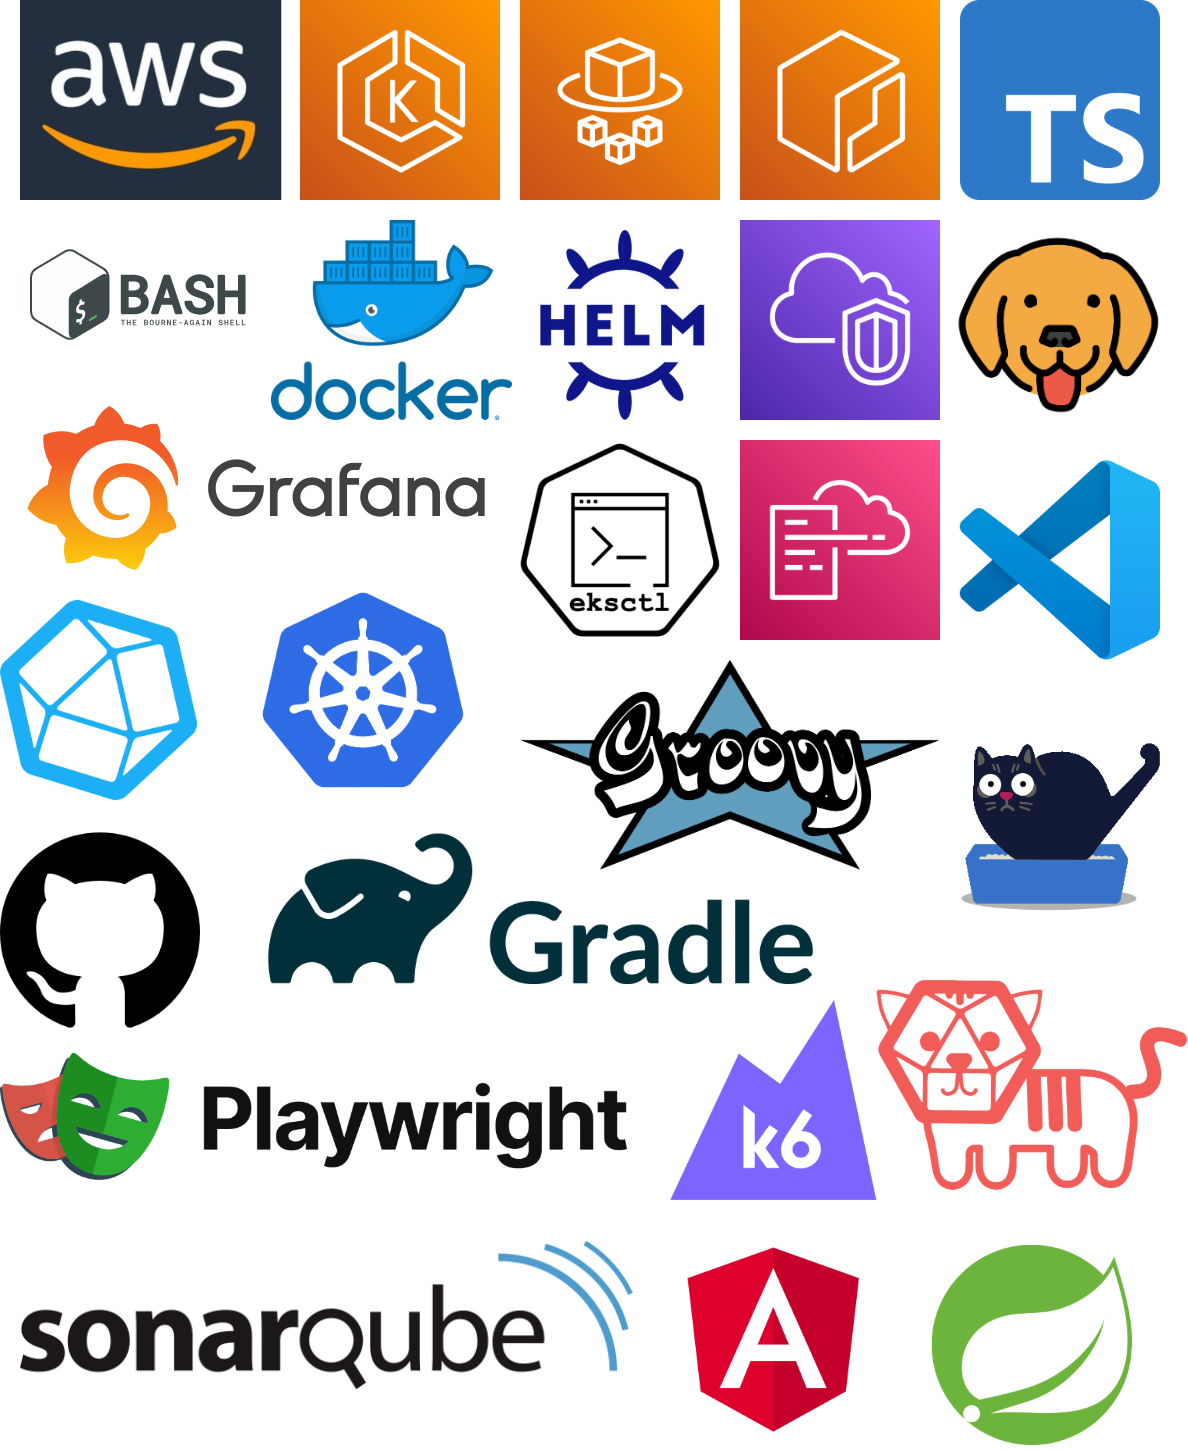 aws
K
TS
BASH
THE BOURNE-AGAIN SHELL
$_
docker
HELM
Grafana
>_
eksctl
Groovy
Gradle
Playwright
k6
sonarqube
A